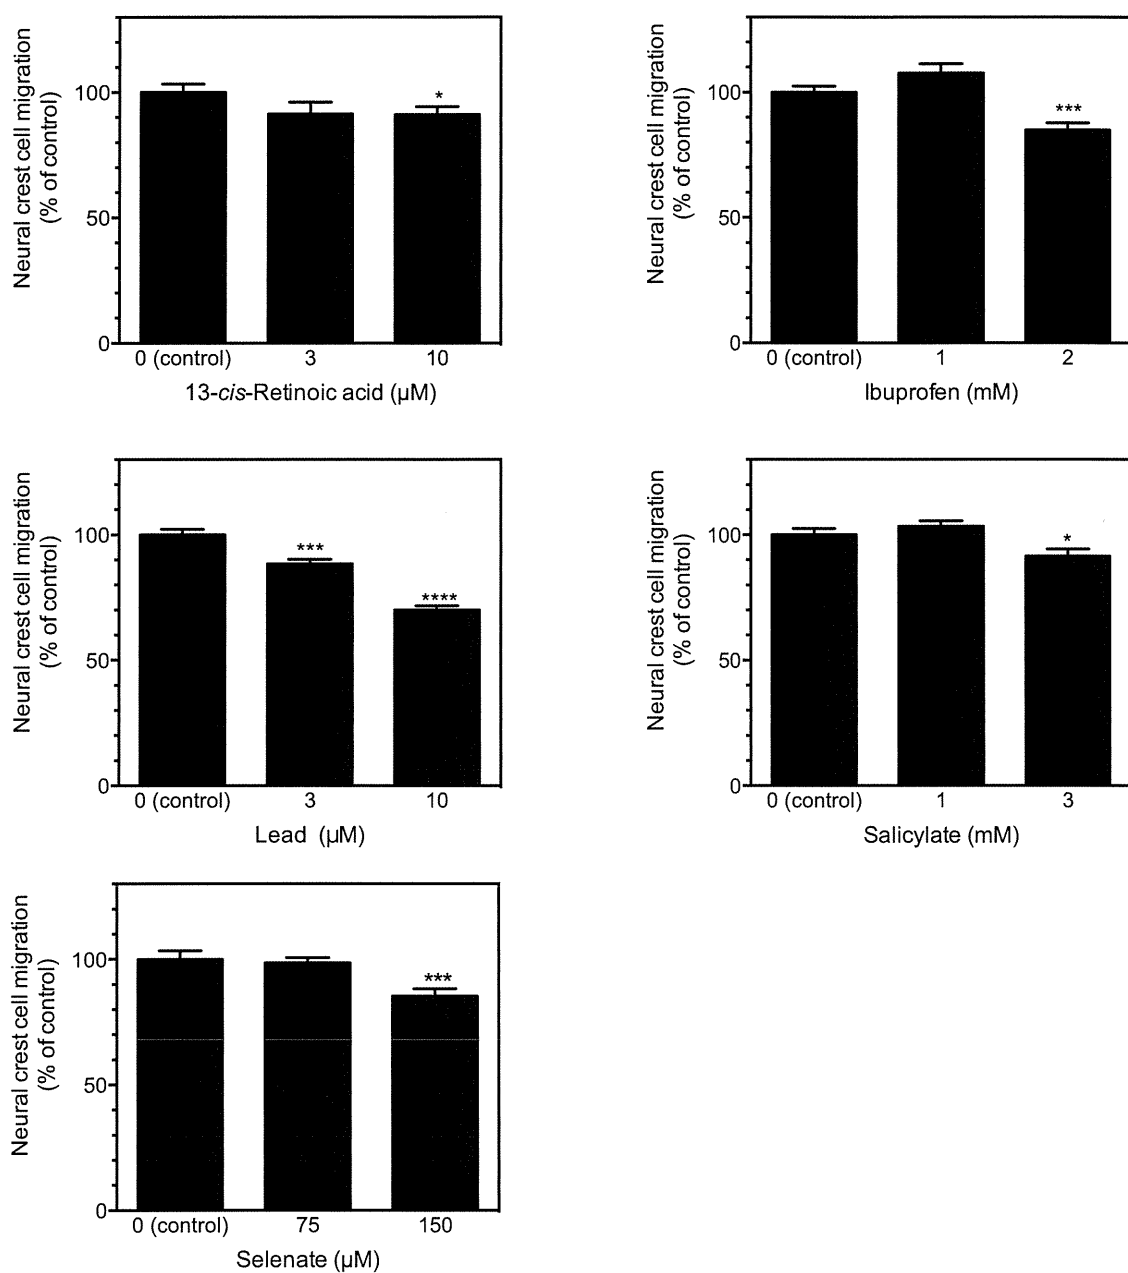 Neural crest cell migration
(% of control)
100
50
0
*
0 (control) 3 10
13-cis-Retinoic acid (µM)
Neural crest cell migration
(% of control)
100
50
0
***
0 (control) 1 2
Ibuprofen (mM)
Neural crest cell migration
(% of control)
100
50
0
***
****
0 (control) 3 10
Lead (µM)
Neural crest cell migration
(% of control)
100
50
0
*
0 (control) 1 3
Salicylate (mM)
Neural crest cell migration
(% of control)
100
50
0
***
0 (control) 75 150
Selenate (µM)